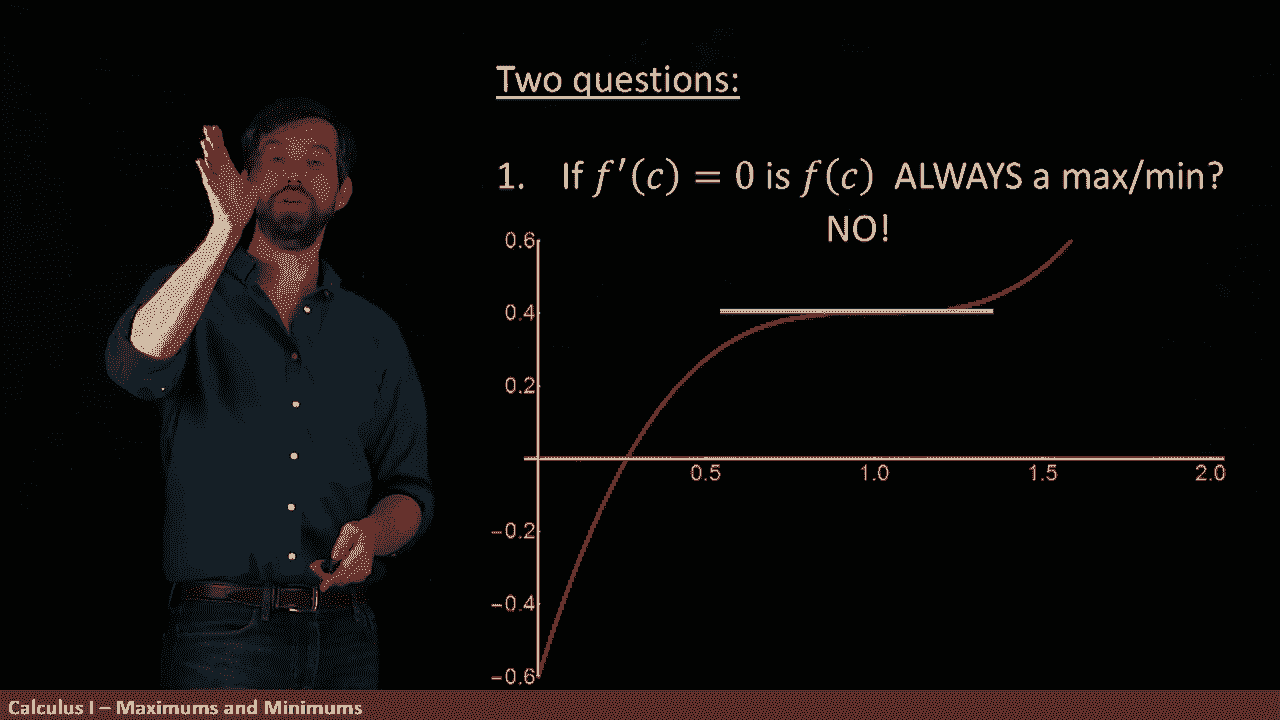 Two questions:
1. If f′(c) = 0 is f(c) ALWAYS a max/min?
NO!
0.6
0.4
0.2
0.5 1.0 1.5 2.0
−0.2
−0.4
−0.6
Calculus I – Maximums and Minimums